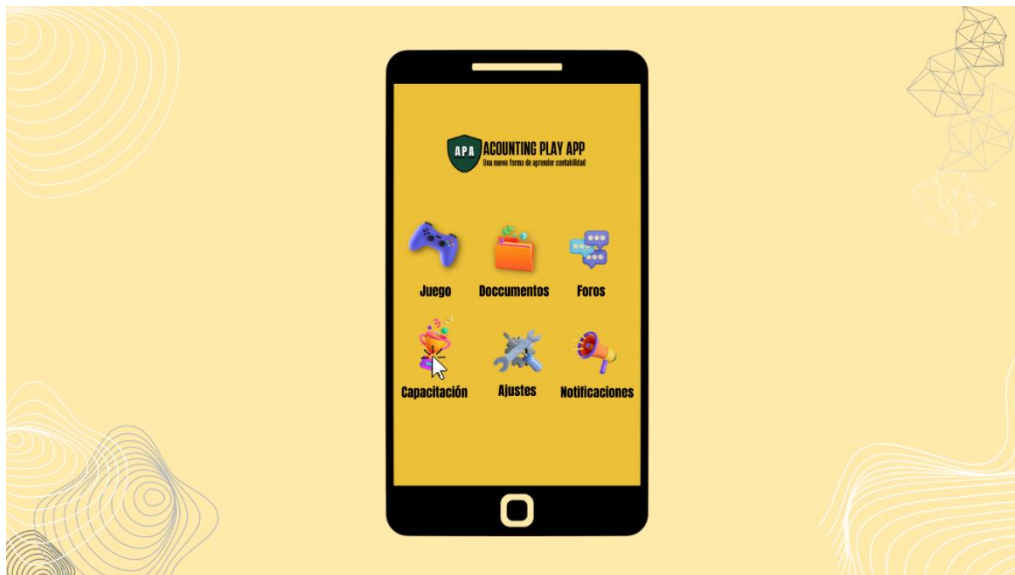 APA
ACOUNTING PLAY APP
Una nueva forma de aprender contabilidad
Juego
Doccumentos
Foros
Capacitación
Ajustes
Notificaciones